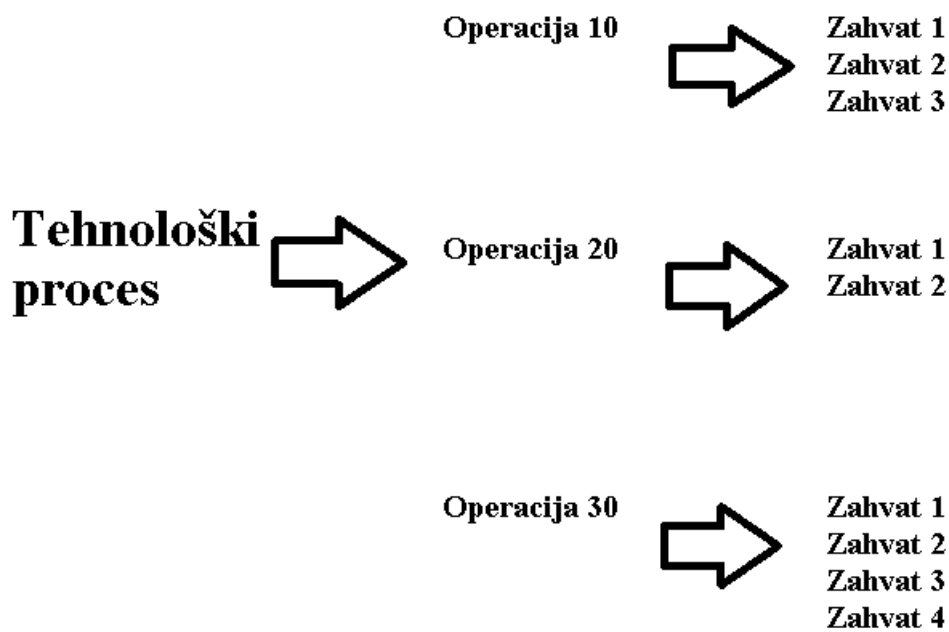 Operacija 10
Zahvat 1
Zahvat 2
Zahvat 3
Tehnološki
proces
Operacija 20
Zahvat 1
Zahvat 2
Operacija 30
Zahvat 1
Zahvat 2
Zahvat 3
Zahvat 4